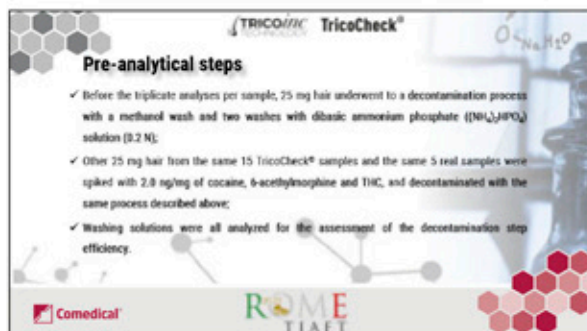 TRICOinc
TECHNOLOGY
TricoCheck®
Pre-analytical steps
✓ Before the triplicate analyses per sample, 25 mg hair underwent to a decontamination process
with a methanol wash and two washes with dibasic ammonium phosphate ((NH₄)₂HPO₄)
solution (0.2 N);
✓ Other 25 mg hair from the same 15 TricoCheck® samples and the same 5 real samples were
spiked with 2.0 ng/mg of cocaine, 6-acethylmorphine and THC, and decontaminated with the
same process described above;
✓ Washing solutions were all analyzed for the assessment of the decontamination step
efficiency.
Comedical®
ROME
TIAFT